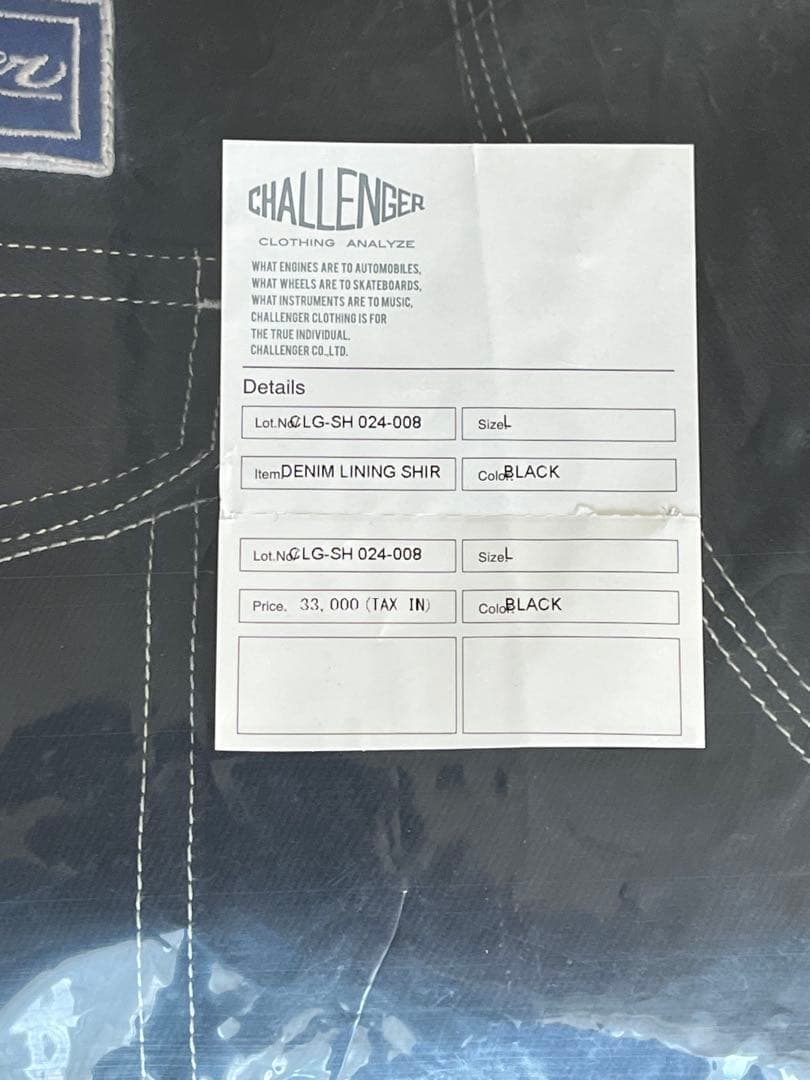 CHALLENGER
CLOTHING ANALYZE
WHAT ENGINES ARE TO AUTOMOBILES,
WHAT WHEELS ARE TO SKATEBOARDS,
WHAT INSTRUMENTS ARE TO MUSIC,
CHALLENGER CLOTHING IS FOR
THE TRUE INDIVIDUAL.
CHALLENGER CO.,LTD.
Details
Lot.No. CLG-SH 024-008 Size. L
Item. DENIM LINING SHIR Color. BLACK
Lot.No. CLG-SH 024-008 Size. L
Price. 33,000 (TAX IN) Color. BLACK